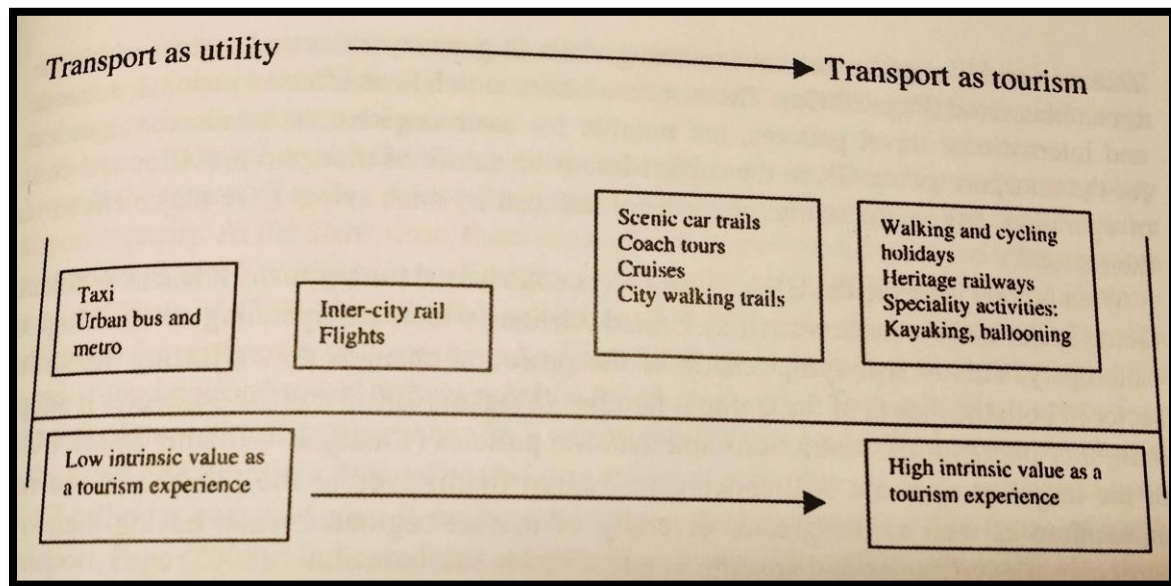 Transport as utility
Transport as tourism
Taxi
Urban bus and
metro
Inter-city rail
Flights
Scenic car trails
Coach tours
Cruises
City walking trails
Walking and cycling
holidays
Heritage railways
Speciality activities:
Kayaking, ballooning
Low intrinsic value as
a tourism experience
High intrinsic value as a
tourism experience